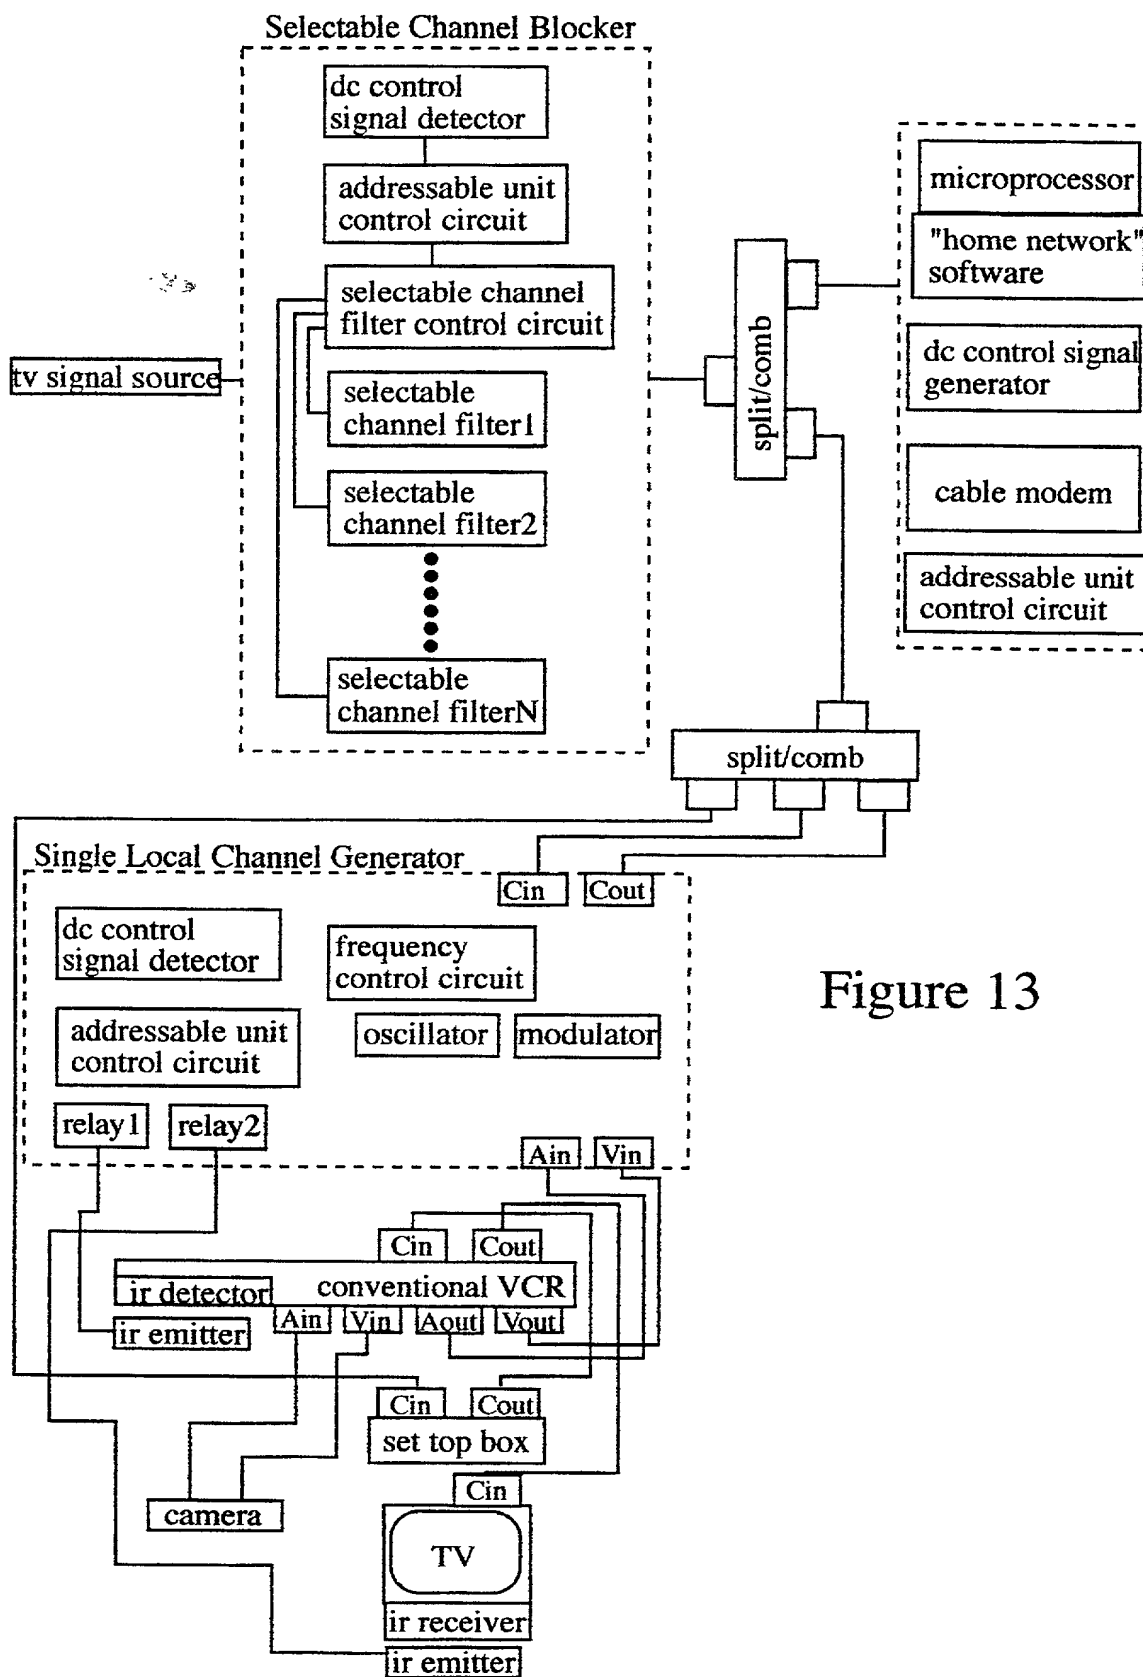 Selectable Channel Blocker
dc control
signal detector
addressable unit
control circuit
selectable channel
filter control circuit
tv signal source
selectable
channel filter1
selectable
channel filter2
selectable
channel filterN
split/comb
microprocessor
"home network"
software
dc control signal
generator
cable modem
addressable unit
control circuit
split/comb
Single Local Channel Generator
Cin
Cout
dc control
signal detector
frequency
control circuit
addressable unit
control circuit
oscillator
modulator
relay1
relay2
Ain
Vin
Figure 13
Cin
Cout
conventional VCR
ir detector
Ain
Vin
Aout
Vout
ir emitter
Cin
Cout
set top box
camera
Cin
TV
ir receiver
ir emitter